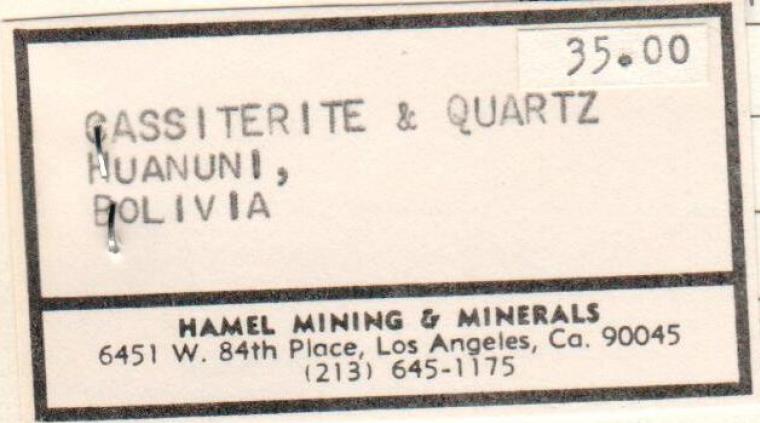 35.00
CASSITERITE & QUARTZ
HUANUNI,
BOLIVIA
HAMEL MINING & MINERALS
6451 W. 84th Place, Los Angeles, Ca. 90045
(213) 645-1175